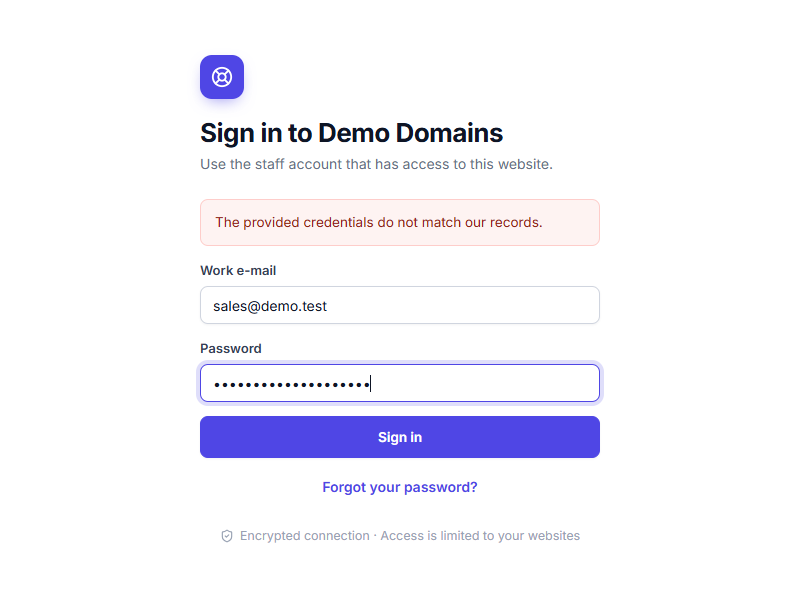 Sign in to Demo Domains
Use the staff account that has access to this website.
The provided credentials do not match our records.
Work e-mail
sales@demo.test
Password
••••••••••••••••••••
Sign in
Forgot your password?
Encrypted connection · Access is limited to your websites